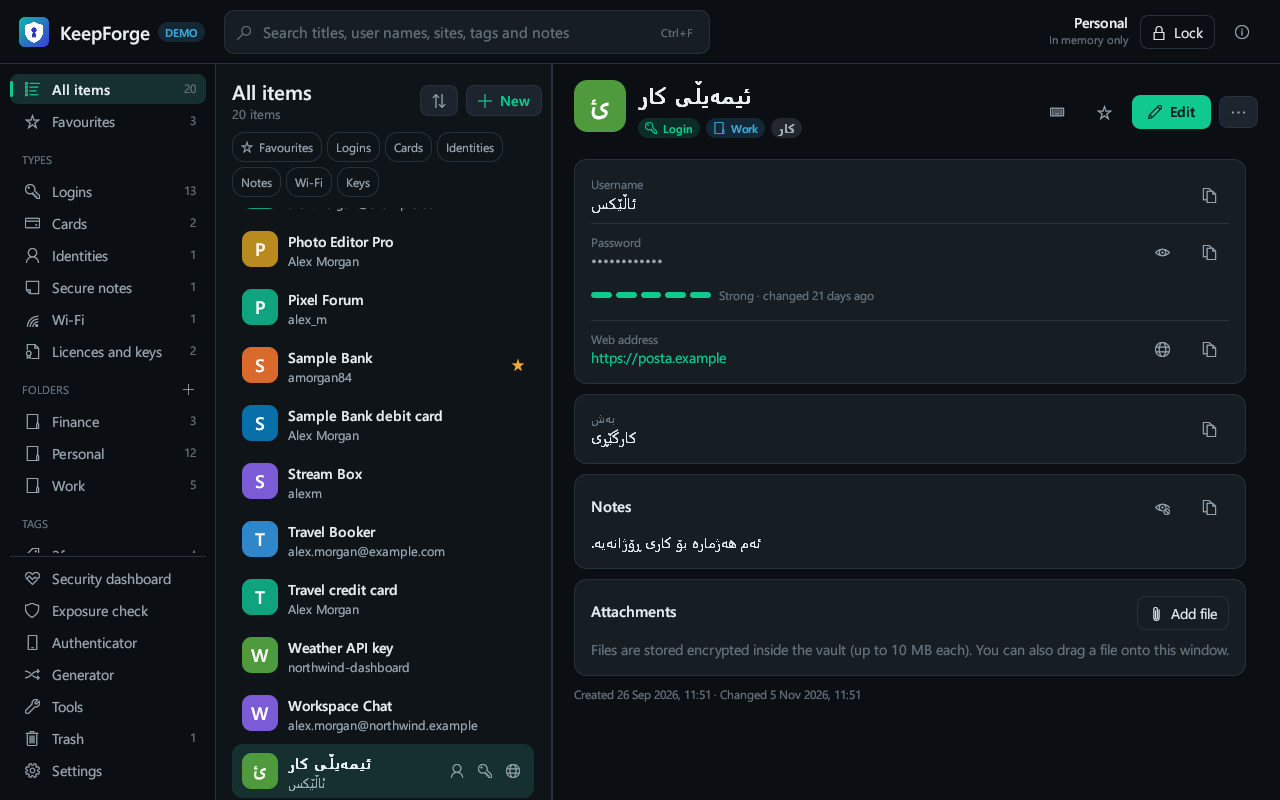 KeepForge DEMO
Search titles, user names, sites, tags and notes Ctrl+F
Personal
In memory only
Lock
All items 20
Favourites 3
TYPES
Logins 13
Cards 2
Identities 1
Secure notes 1
Wi-Fi 1
Licences and keys 2
FOLDERS
Finance 3
Personal 12
Work 5
TAGS
Security dashboard
Exposure check
Authenticator
Generator
Tools
Trash 1
Settings
All items
20 items
New
Favourites Logins Cards Identities
Notes Wi-Fi Keys
P Photo Editor Pro
Alex Morgan
P Pixel Forum
alex_m
S Sample Bank
amorgan84
S Sample Bank debit card
Alex Morgan
S Stream Box
alexm
T Travel Booker
alex.morgan@example.com
T Travel credit card
Alex Morgan
W Weather API key
northwind-dashboard
W Workspace Chat
alex.morgan@northwind.example
ئ ئیمەیڵی کار
ئاڵێکس
ئ ئیمەیڵی کار
Login Work کار
Edit
Username
ئاڵێکس
Password
••••••••••••
Strong · changed 21 days ago
Web address
https://posta.example
بەش
کارگێڕی
Notes
ئەم هەژمارە بۆ کاری ڕۆژانەیە.
Attachments
Add file
Files are stored encrypted inside the vault (up to 10 MB each). You can also drag a file onto this window.
Created 26 Sep 2026, 11:51 · Changed 5 Nov 2026, 11:51